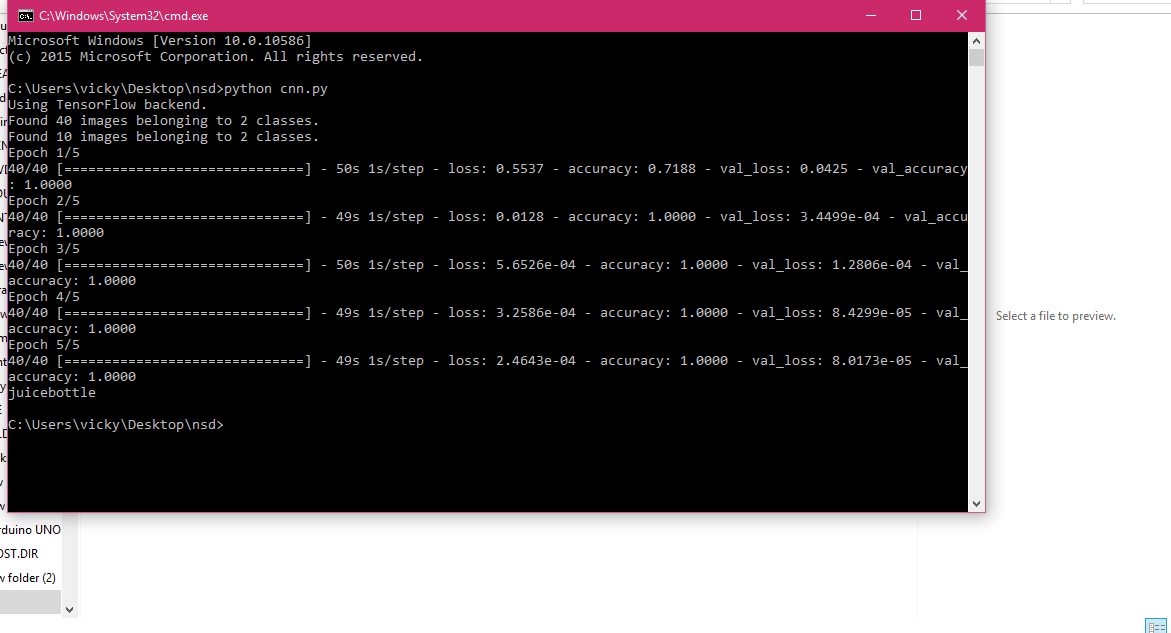 C:\Windows\System32\cmd.exe
Microsoft Windows [Version 10.0.10586]
(c) 2015 Microsoft Corporation. All rights reserved.
C:\Users\vicky\Desktop\nsd>python cnn.py
Using TensorFlow backend.
Found 40 images belonging to 2 classes.
Found 10 images belonging to 2 classes.
Epoch 1/5
40/40 [==============================] - 50s 1s/step - loss: 0.5537 - accuracy: 0.7188 - val_loss: 0.0425 - val_accuracy
: 1.0000
Epoch 2/5
40/40 [==============================] - 49s 1s/step - loss: 0.0128 - accuracy: 1.0000 - val_loss: 3.4499e-04 - val_accu
racy: 1.0000
Epoch 3/5
40/40 [==============================] - 50s 1s/step - loss: 5.6526e-04 - accuracy: 1.0000 - val_loss: 1.2806e-04 - val_
accuracy: 1.0000
Epoch 4/5
40/40 [==============================] - 49s 1s/step - loss: 3.2586e-04 - accuracy: 1.0000 - val_loss: 8.4299e-05 - val_
accuracy: 1.0000
Epoch 5/5
40/40 [==============================] - 49s 1s/step - loss: 2.4643e-04 - accuracy: 1.0000 - val_loss: 8.0173e-05 - val_
accuracy: 1.0000
juicebottle
C:\Users\vicky\Desktop\nsd>
Select a file to preview.
rduino UNO
OST.DIR
w folder (2)